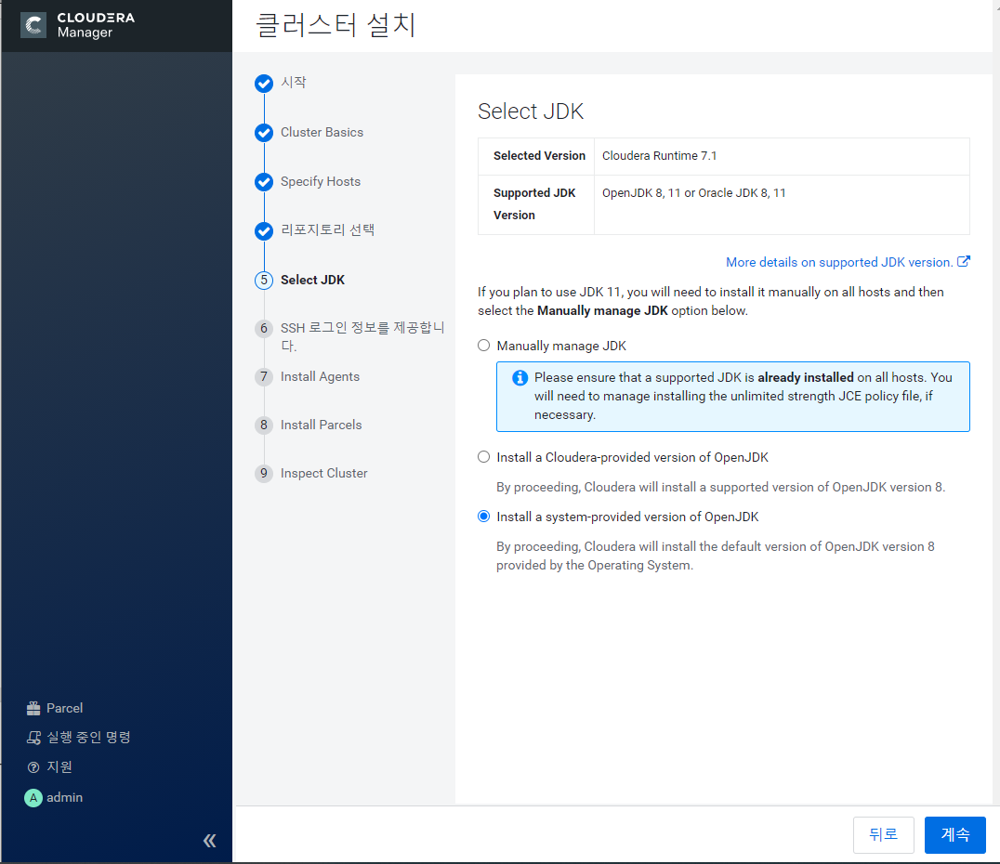 CLOUDERA
Manager
클러스터 설치
시작
Cluster Basics
Specify Hosts
리포지토리 선택
5 Select JDK
6 SSH 로그인 정보를 제공합니
다.
7 Install Agents
8 Install Parcels
9 Inspect Cluster
Select JDK
Selected Version Cloudera Runtime 7.1
Supported JDK OpenJDK 8, 11 or Oracle JDK 8, 11
Version
More details on supported JDK version.
If you plan to use JDK 11, you will need to install it manually on all hosts and then
select the Manually manage JDK option below.
Manually manage JDK
Please ensure that a supported JDK is already installed on all hosts. You
will need to manage installing the unlimited strength JCE policy file, if
necessary.
Install a Cloudera-provided version of OpenJDK
By proceeding, Cloudera will install a supported version of OpenJDK version 8.
Install a system-provided version of OpenJDK
By proceeding, Cloudera will install the default version of OpenJDK version 8
provided by the Operating System.
Parcel
실행 중인 명령
지원
A admin
뒤로 계속